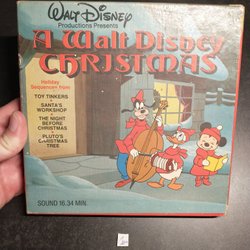 WALT DISNEY
Productions Presents
A Walt Disney
CHRISTMAS
Holiday
Sequences from
TOY TINKERS
SANTA'S
WORKSHOP
THE NIGHT
BEFORE
CHRISTMAS
PLUTO'S
CHRISTMAS
TREE
SOUND 16.34 MIN.